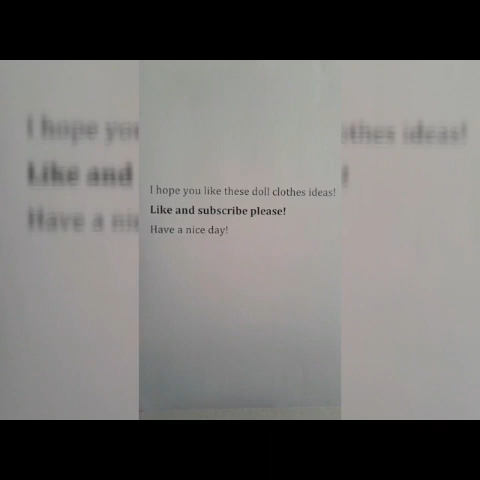 I hope you like these doll clothes ideas!
Like and subscribe please!
Have a nice day!